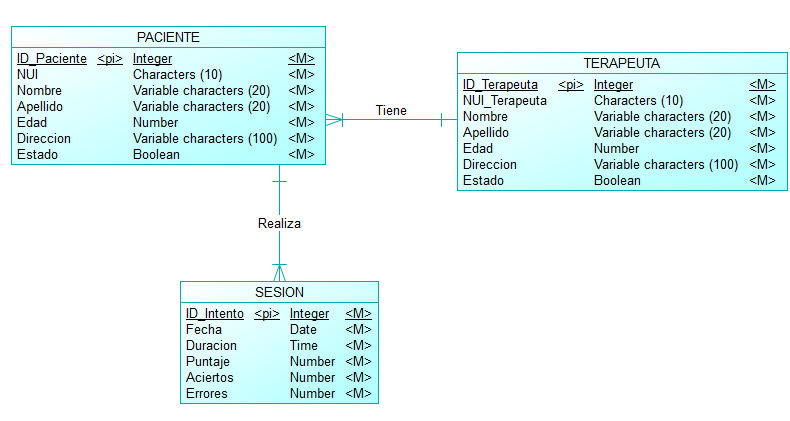 PACIENTE
ID_Paciente <pi> Integer <M>
NUI Characters (10) <M>
Nombre Variable characters (20) <M>
Apellido Variable characters (20) <M>
Edad Number <M>
Direccion Variable characters (100) <M>
Estado Boolean <M>
Tiene
TERAPEUTA
ID_Terapeuta <pi> Integer <M>
NUI_Terapeuta Characters (10) <M>
Nombre Variable characters (20) <M>
Apellido Variable characters (20) <M>
Edad Number <M>
Direccion Variable characters (100) <M>
Estado Boolean <M>
Realiza
SESION
ID_Intento <pi> Integer <M>
Fecha Date <M>
Duracion Time <M>
Puntaje Number <M>
Aciertos Number <M>
Errores Number <M>